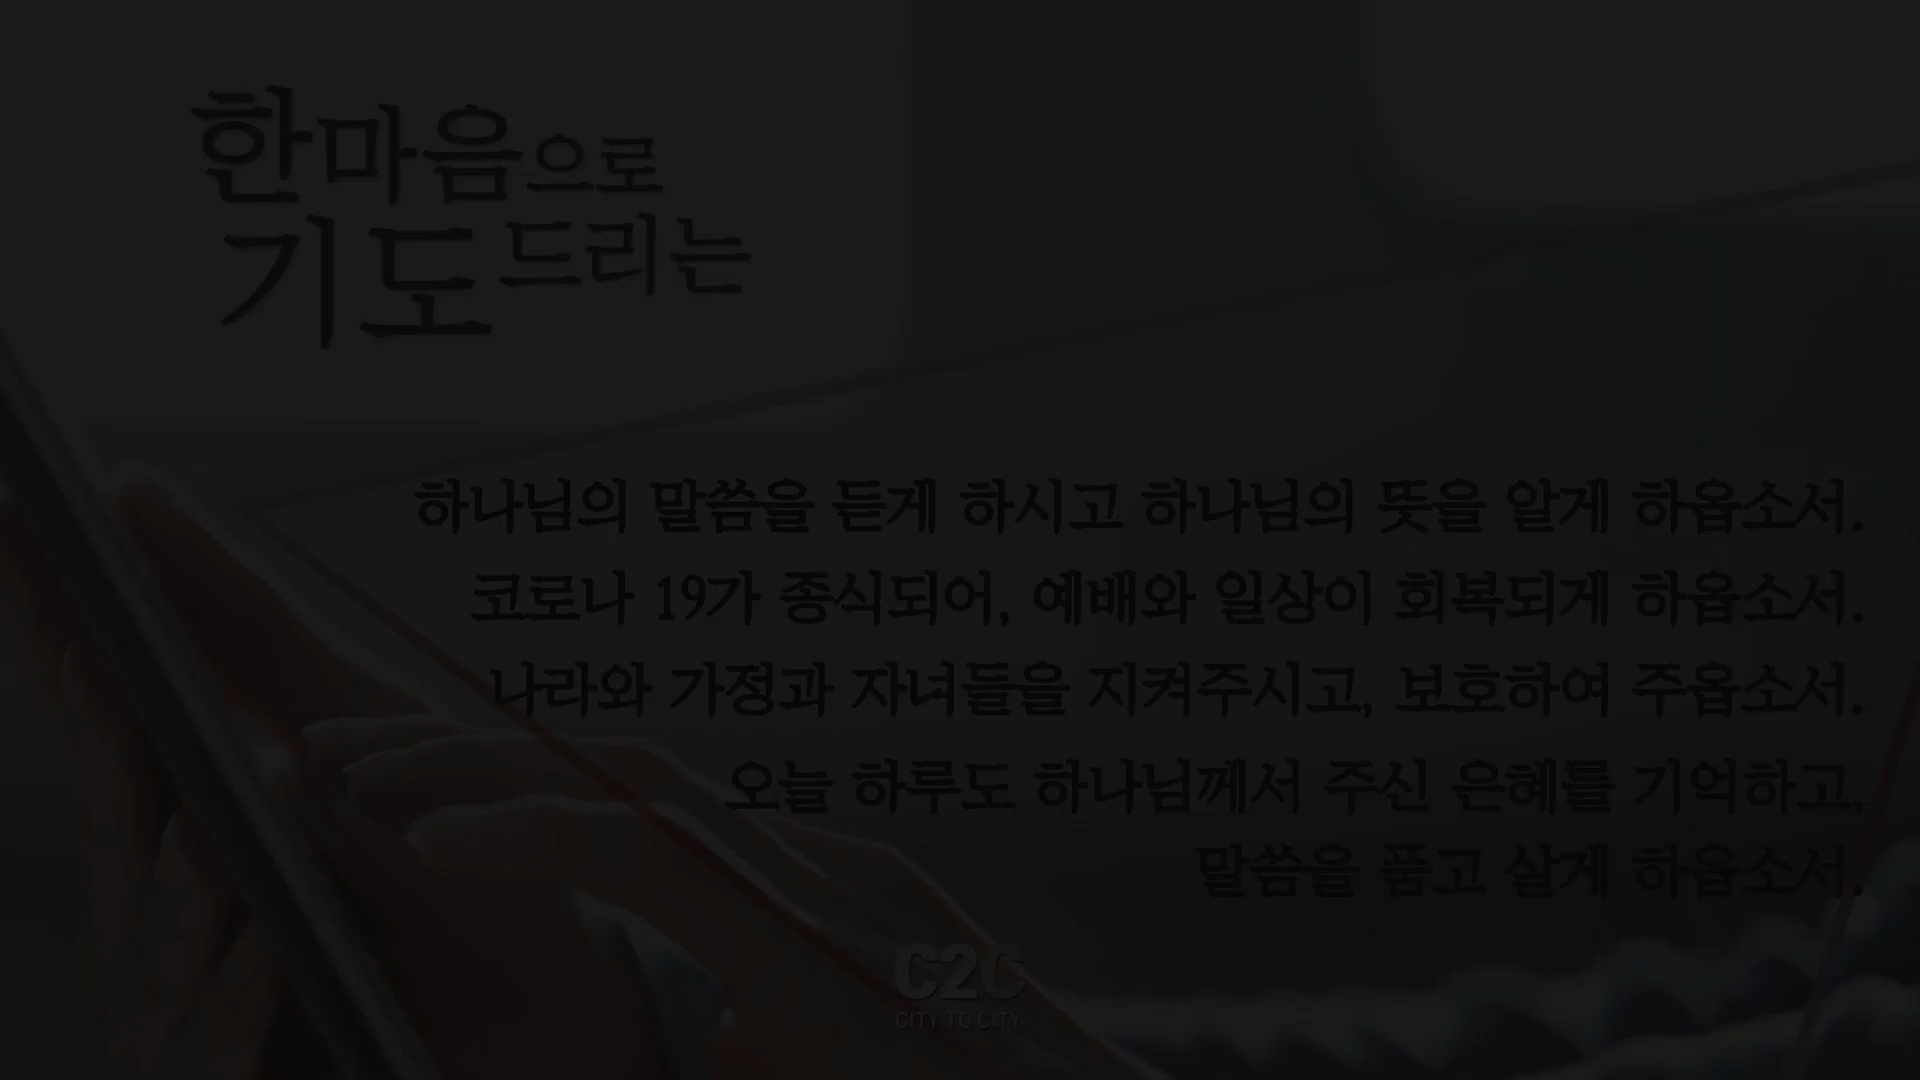 한마음으로
기도드리는
하나님의 말씀을 듣게 하시고 하나님의 뜻을 알게 하옵소서.
코로나 19가 종식되어, 예배와 일상이 회복되게 하옵소서.
나라와 가정과 자녀들을 지켜주시고, 보호하여 주옵소서.
오늘 하루도 하나님께서 주신 은혜를 기억하고,
말씀을 품고 살게 하옵소서.
C2C
CITY TO CITY